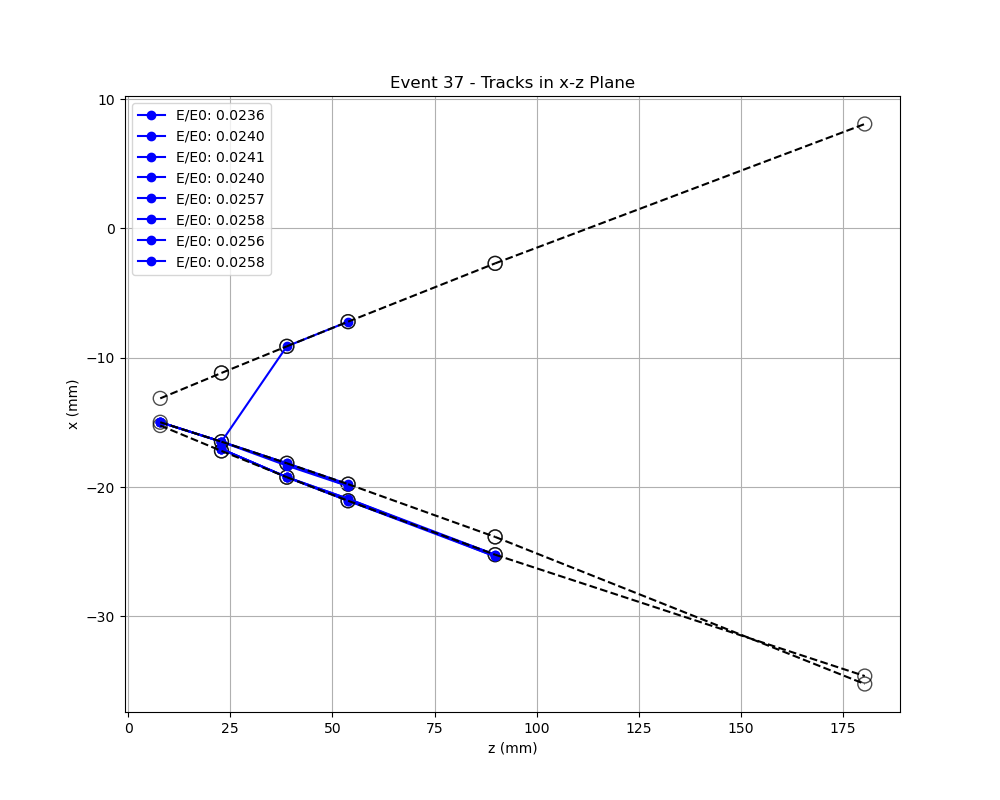 Event 37 - Tracks in x-z Plane
E/E0: 0.0236
E/E0: 0.0240
E/E0: 0.0241
E/E0: 0.0240
E/E0: 0.0257
E/E0: 0.0258
E/E0: 0.0256
E/E0: 0.0258
10
0
−10
−20
−30
x (mm)
0 25 50 75 100 125 150 175
z (mm)